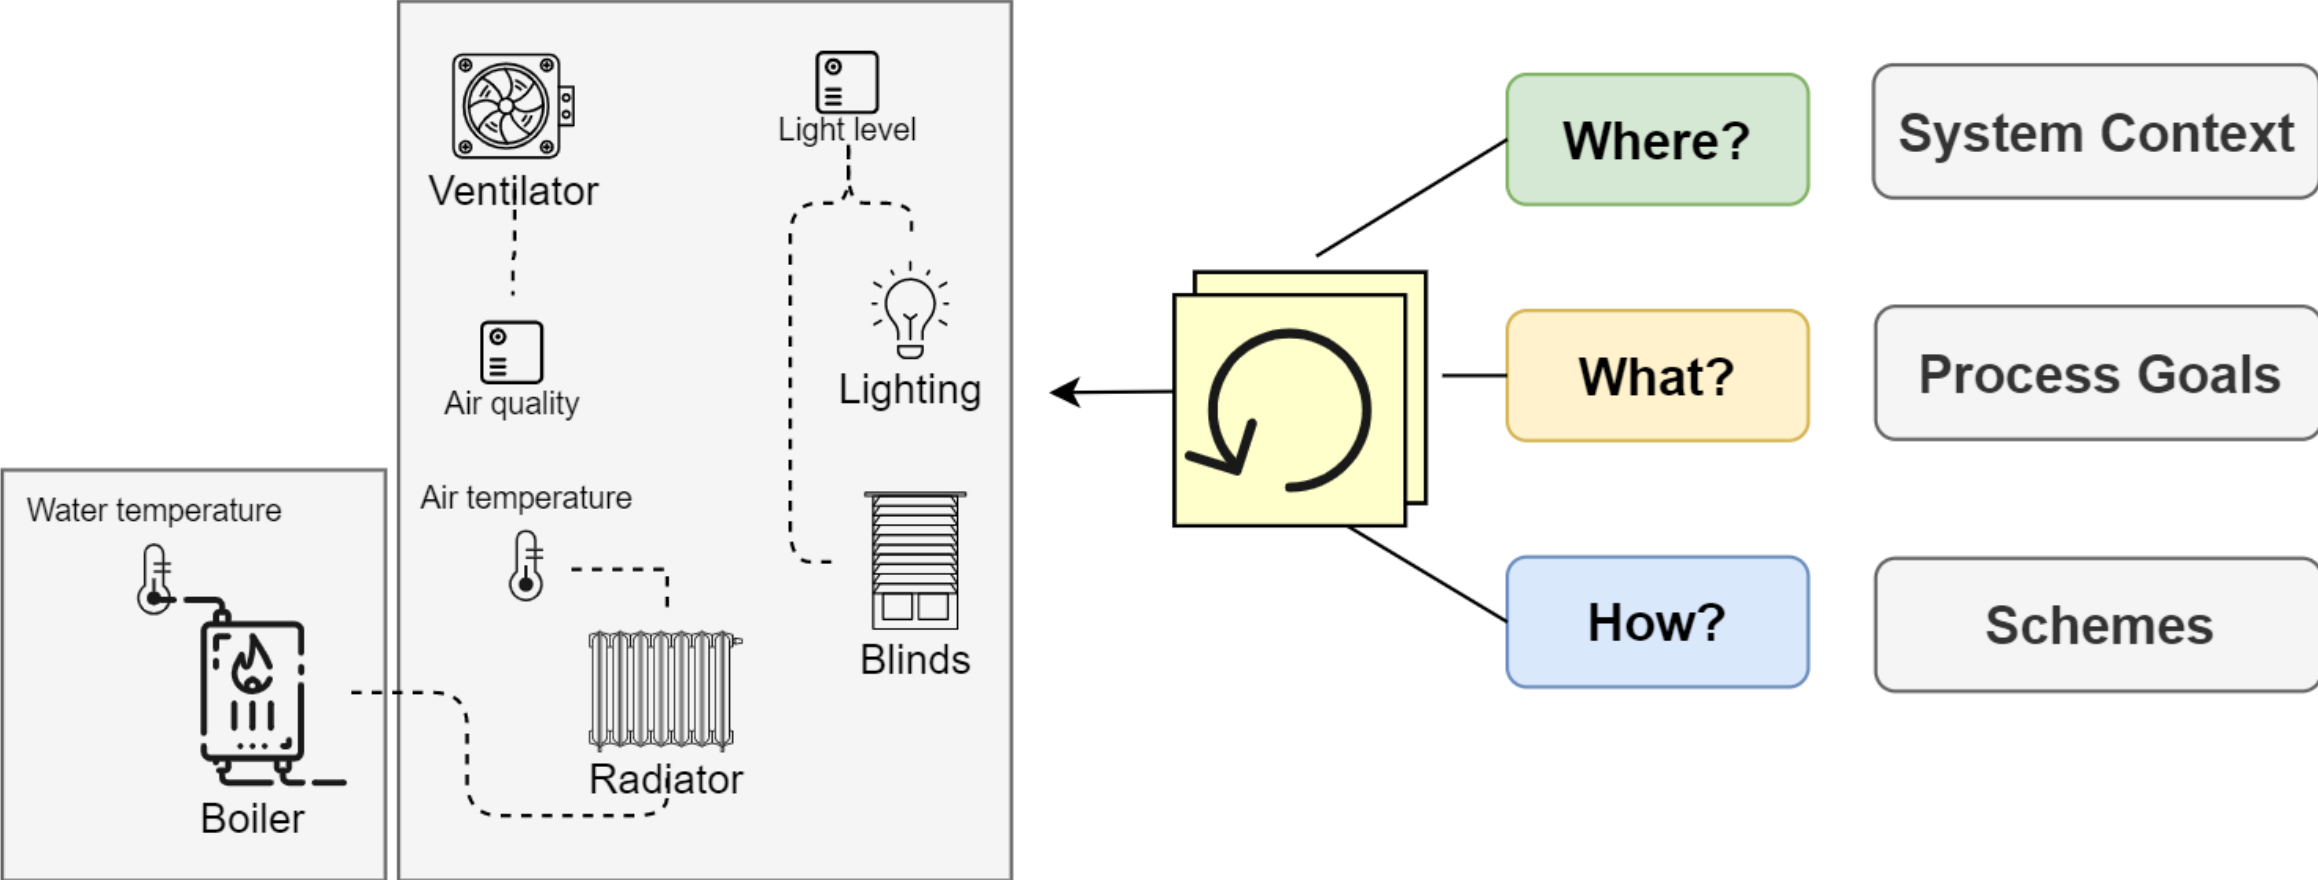 Ventilator
Light level
Air quality
Lighting
Water temperature
Air temperature
Blinds
Radiator
Boiler
Where?
System Context
What?
Process Goals
How?
Schemes